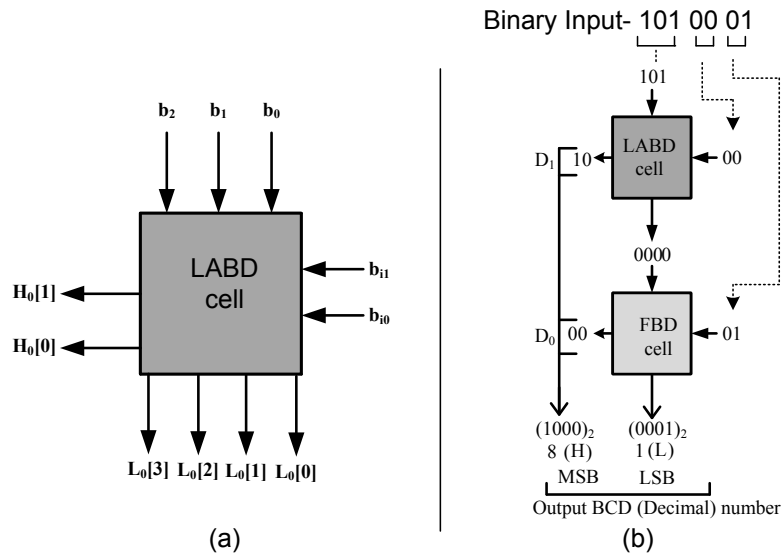 b2 b1 b0
LABD
cell
bi1
bi0
H0[1]
H0[0]
L0[3] L0[2] L0[1] L0[0]
(a)
Binary Input- 101 00 01
101
LABD
cell
D1 10
00
0000
FBD
cell
D0 00
01
(1000)2 (0001)2
8 (H) 1 (L)
MSB LSB
Output BCD (Decimal) number
(b)